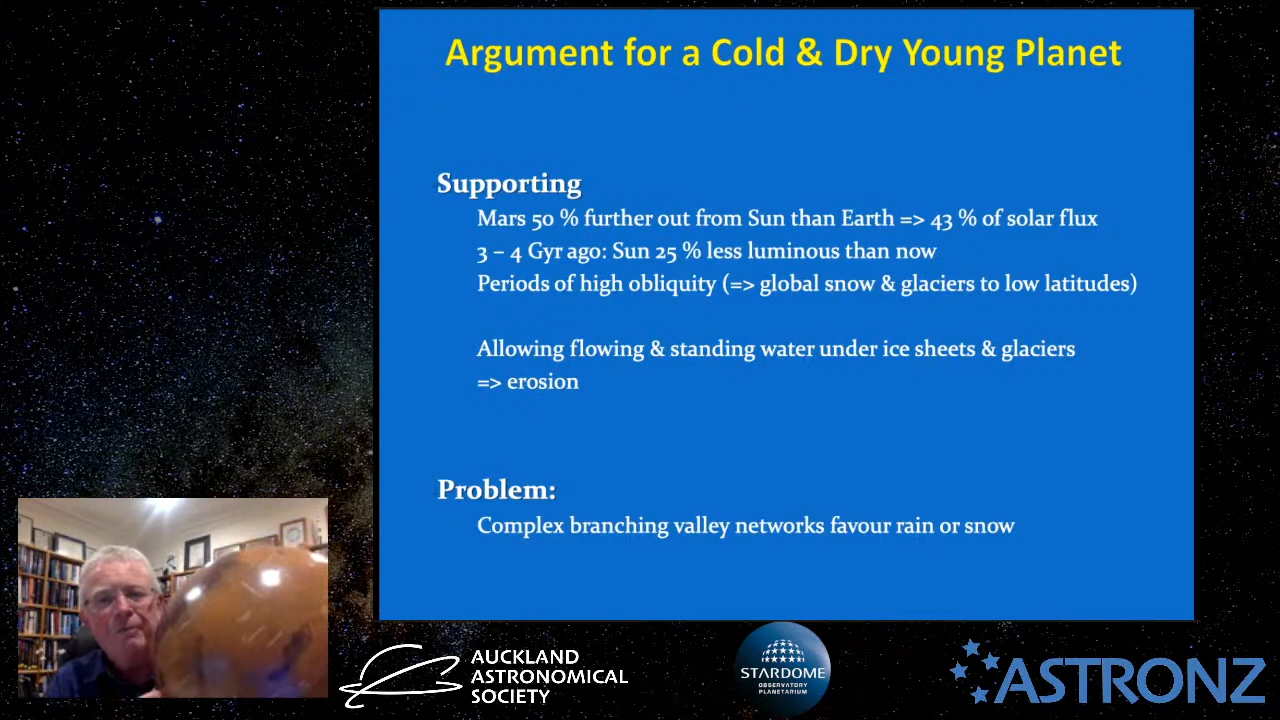 Argument for a Cold & Dry Young Planet
Supporting
Mars 50 % further out from Sun than Earth => 43 % of solar flux
3 – 4 Gyr ago: Sun 25 % less luminous than now
Periods of high obliquity (=> global snow & glaciers to low latitudes)
Allowing flowing & standing water under ice sheets & glaciers
=> erosion
Problem:
Complex branching valley networks favour rain or snow
AUCKLAND
ASTRONOMICAL
SOCIETY
STARDOME
OBSERVATORY
PLANETARIUM
ASTRONZ